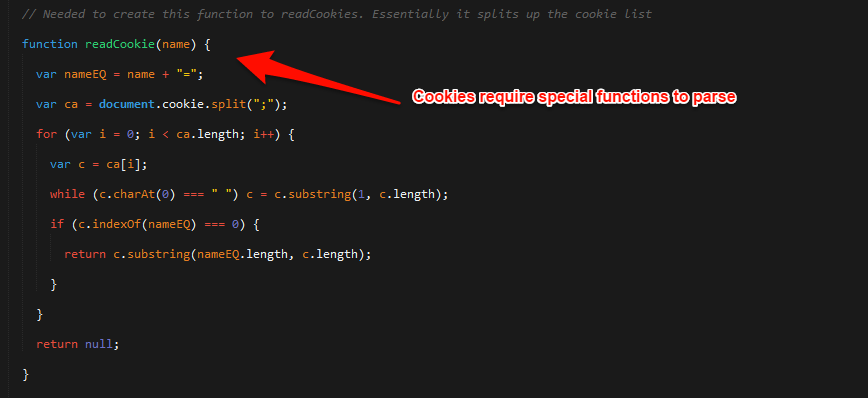 // Needed to create this function to readCookies. Essentially it splits up the cookie list
function readCookie(name) {
var nameEQ = name + "=";
var ca = document.cookie.split(";");
for (var i = 0; i < ca.length; i++) {
var c = ca[i];
while (c.charAt(0) === " ") c = c.substring(1, c.length);
if (c.indexOf(nameEQ) === 0) {
return c.substring(nameEQ.length, c.length);
}
}
return null;
}
Cookies require special functions to parse